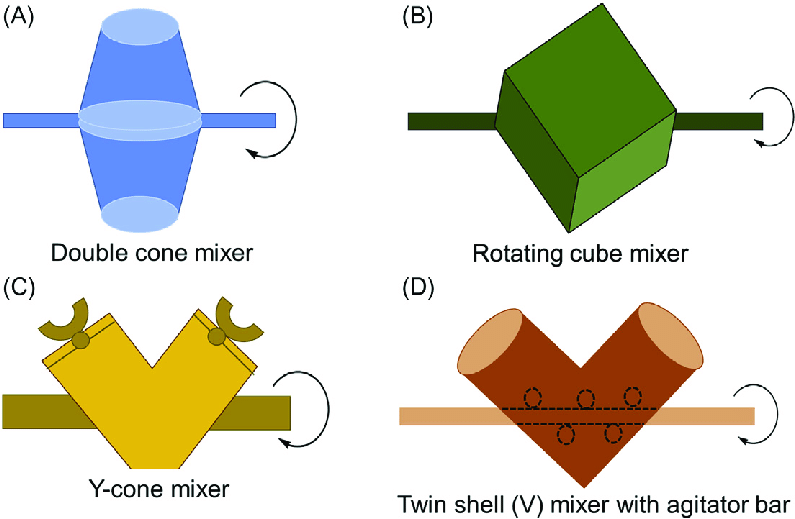 (A)
(B)
Double cone mixer
Rotating cube mixer
(C)
(D)
Y-cone mixer
Twin shell (V) mixer with agitator bar